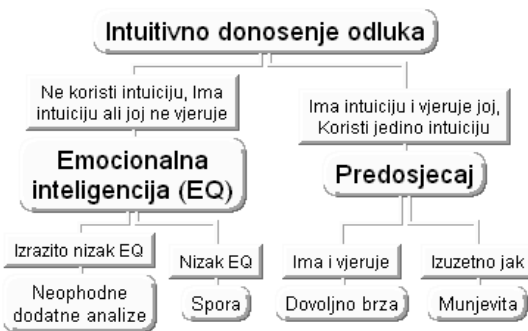 Intuitivno donosenje odluka
Ne koristi intuiciju, Ima
intuiciju ali joj ne vjeruje
Ima intuiciju i vjeruje joj,
Koristi jedino intuiciju
Emocionalna
inteligencija (EQ)
Predosjecaj
Izrazito nizak EQ
Nizak EQ
Ima i vjeruje
Izuzetno jak
Neophodne
dodatne analize
Spora
Dovoljno brza
Munjevita